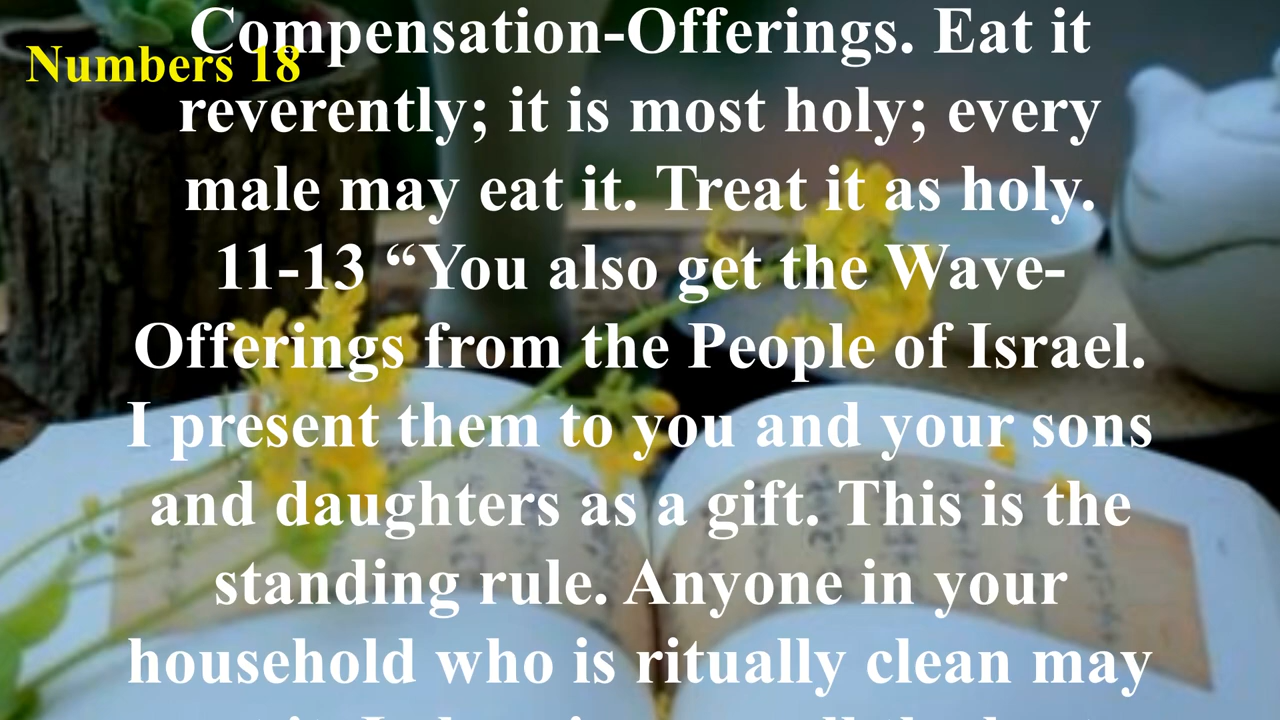 Compensation-Offerings. Eat it
Numbers 18
reverently; it is most holy; every
male may eat it. Treat it as holy.
11-13 “You also get the Wave-
Offerings from the People of Israel.
I present them to you and your sons
and daughters as a gift. This is the
standing rule. Anyone in your
household who is ritually clean may